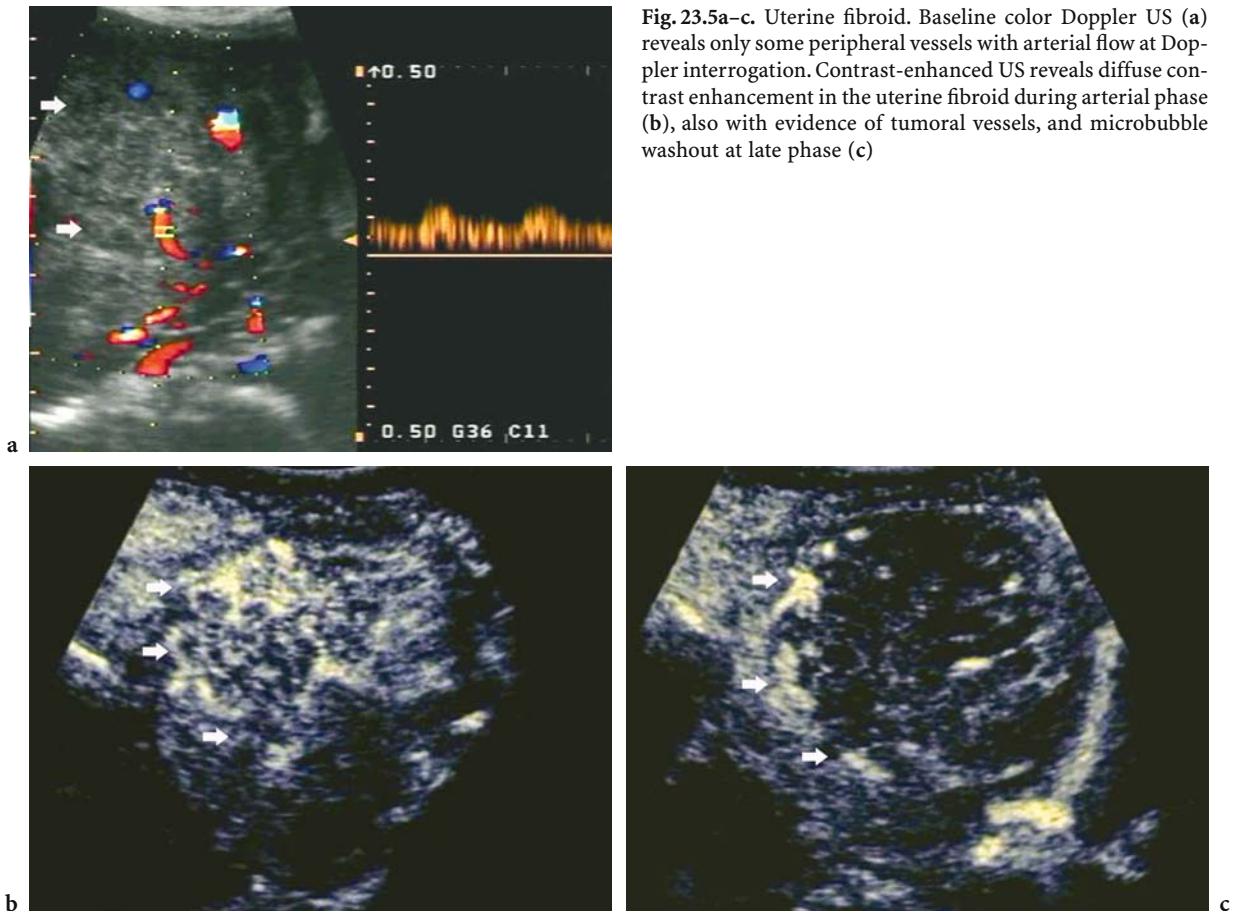 Fig. 23.5a–c. Uterine fibroid. Baseline color Doppler US (a)
reveals only some peripheral vessels with arterial flow at Dop-
pler interrogation. Contrast-enhanced US reveals diffuse con-
trast enhancement in the uterine fibroid during arterial phase
(b), also with evidence of tumoral vessels, and microbubble
washout at late phase (c)
↑0.50
0.50 G36 C11
a
b
c